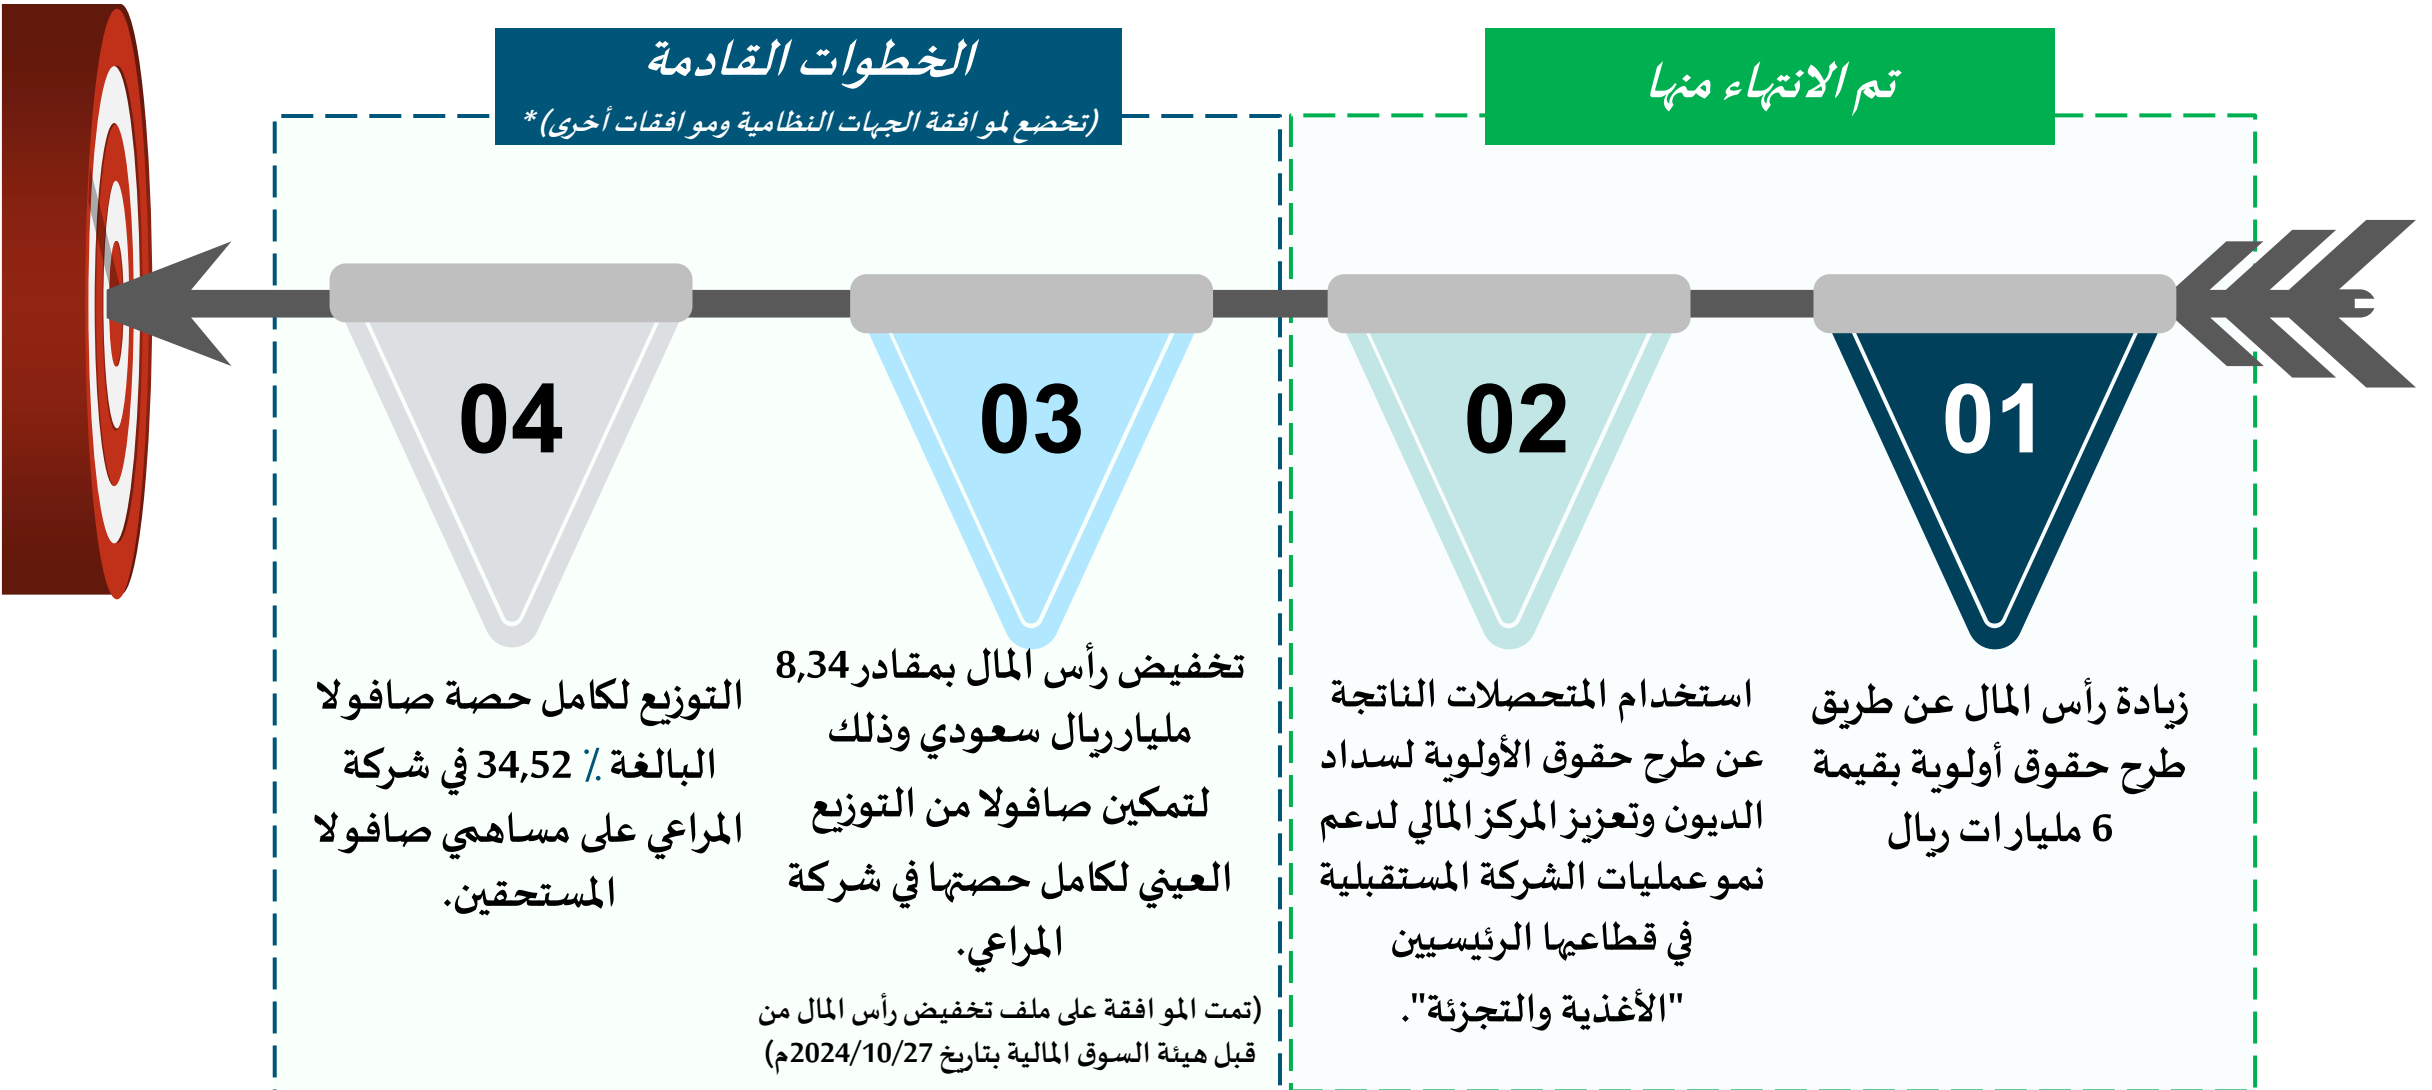 تم الانتهاء منها
01
زيادة رأس المال عن طريق
طرح حقوق أولوية بقيمة
6 مليارات ريال
02
استخدام المتحصلات الناتجة
عن طرح حقوق الأولوية لسداد
الديون وتعزيز المركز المالي لدعم
نمو عمليات الشركة المستقبلية
في قطاعيها الرئيسيين
"الأغذية والتجزئة".
الخطوات القادمة
(تخضع لموافقة الجهات النظامية وموافقات أخرى)*
03
تخفيض رأس المال بمقادر 8,34
مليار ريال سعودي وذلك
لتمكين صافولا من التوزيع
العيني لكامل حصتها في شركة
المراعي.
(تمت الموافقة على ملف تخفيض رأس المال من
قبل هيئة السوق المالية بتاريخ 2024/10/27م)
04
التوزيع لكامل حصة صافولا
البالغة ٪ 34,52 في شركة
المراعي على مساهمي صافولا
المستحقين.